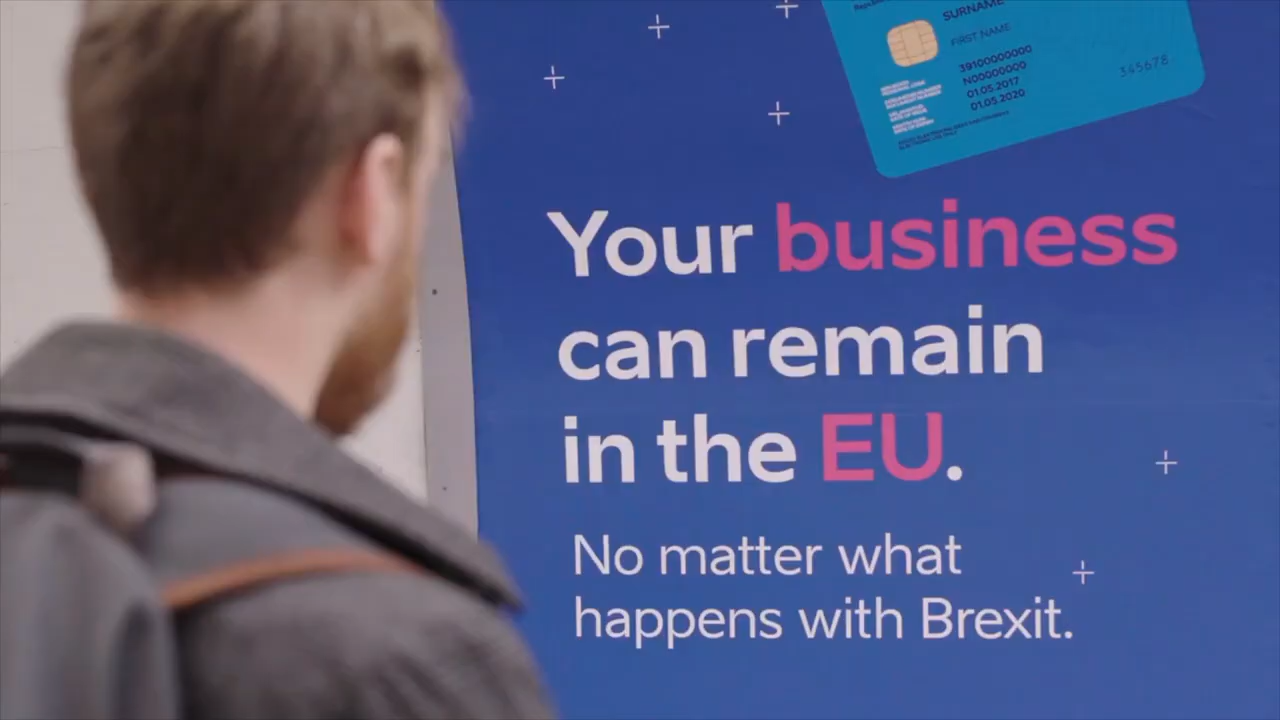 SURNAME
FIRST NAME
39100000000
N00000000
01.05.2017
01.05.2020
345678
Your business
can remain
in the EU.
No matter what
happens with Brexit.